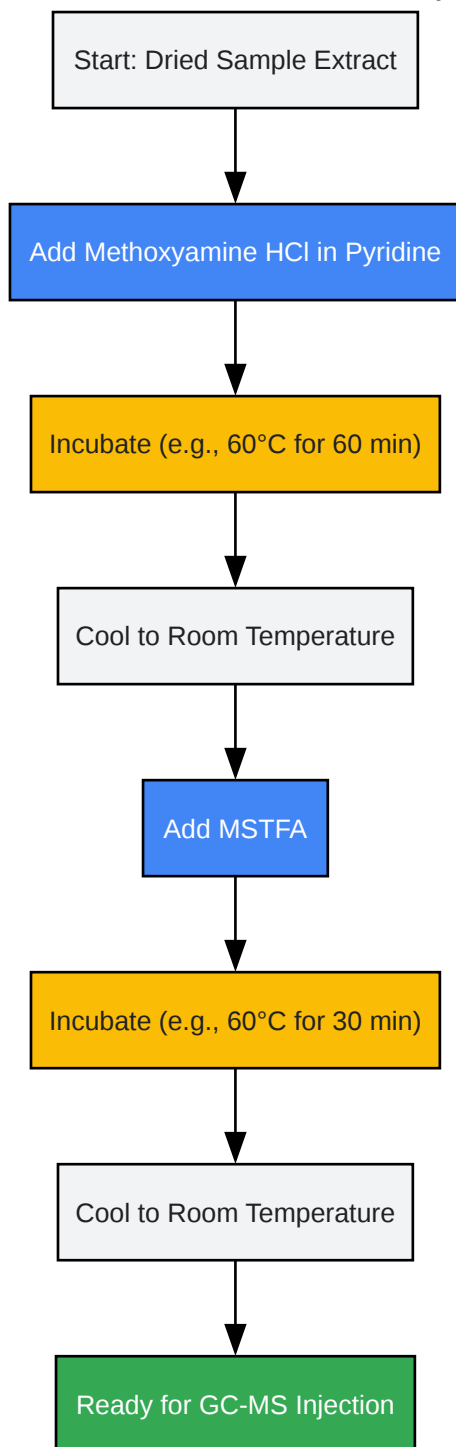 Start: Dried Sample Extract
Add Methoxyamine HCl in Pyridine
Incubate (e.g., 60°C for 60 min)
Cool to Room Temperature
Add MSTFA
Incubate (e.g., 60°C for 30 min)
Cool to Room Temperature
Ready for GC-MS Injection